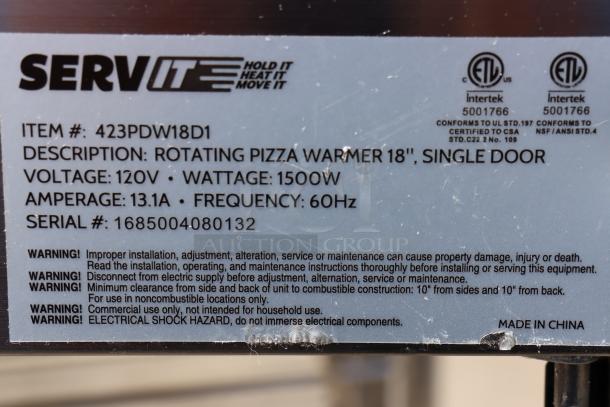 SERVIT HOLD IT
HEAT IT
MOVE IT
C ETL US
Intertek
5001766
CONFORMS TO UL STD.197
CERTIFIED TO CSA
STD.C22.2 No. 109
ETL
Intertek
5001766
CONFORMS TO
NSF/ANSI STD.4
ITEM #: 423PDW18D1
DESCRIPTION: ROTATING PIZZA WARMER 18", SINGLE DOOR
VOLTAGE: 120V • WATTAGE: 1500W
AMPERAGE: 13.1A • FREQUENCY: 60Hz
SERIAL #: 1685004080132
AUCTION GROUP
WARNING! Improper installation, adjustment, alteration, service or maintenance can cause property damage, injury or death.
Read the installation, operating, and maintenance instructions thoroughly before installing or serving this equipment.
WARNING! Disconnect from electric supply before adjustment, alternation, service or maintenance.
WARNING! Minimum clearance from side and back of unit to combustible construction: 10" from sides and 10" from back.
For use in noncombustible locations only.
WARNING! Commercial use only, not intended for household use.
WARNING! ELECTRICAL SHOCK HAZARD, do not immerse electrical components.
MADE IN CHINA